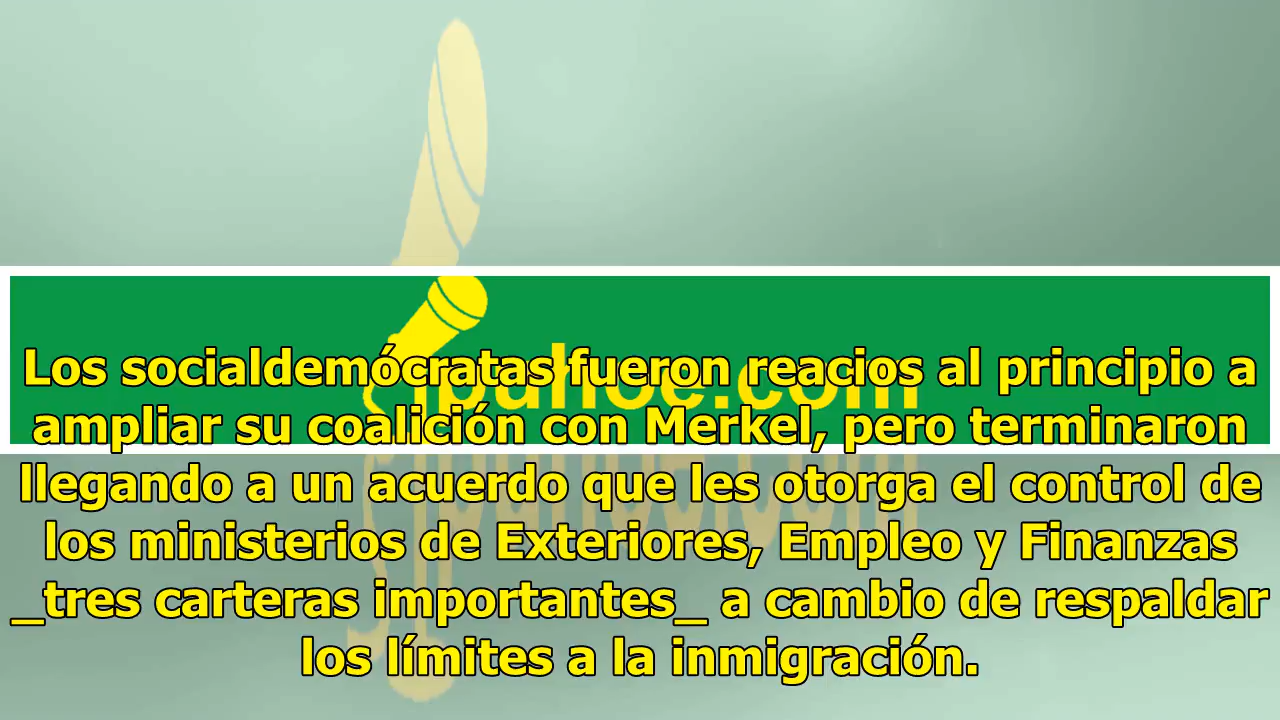 Los socialdemócratas fueron reacios al principio a
ampliar su coalición con Merkel, pero terminaron
llegando a un acuerdo que les otorga el control de
los ministerios de Exteriores, Empleo y Finanzas
_tres carteras importantes_ a cambio de respaldar
los límites a la inmigración.